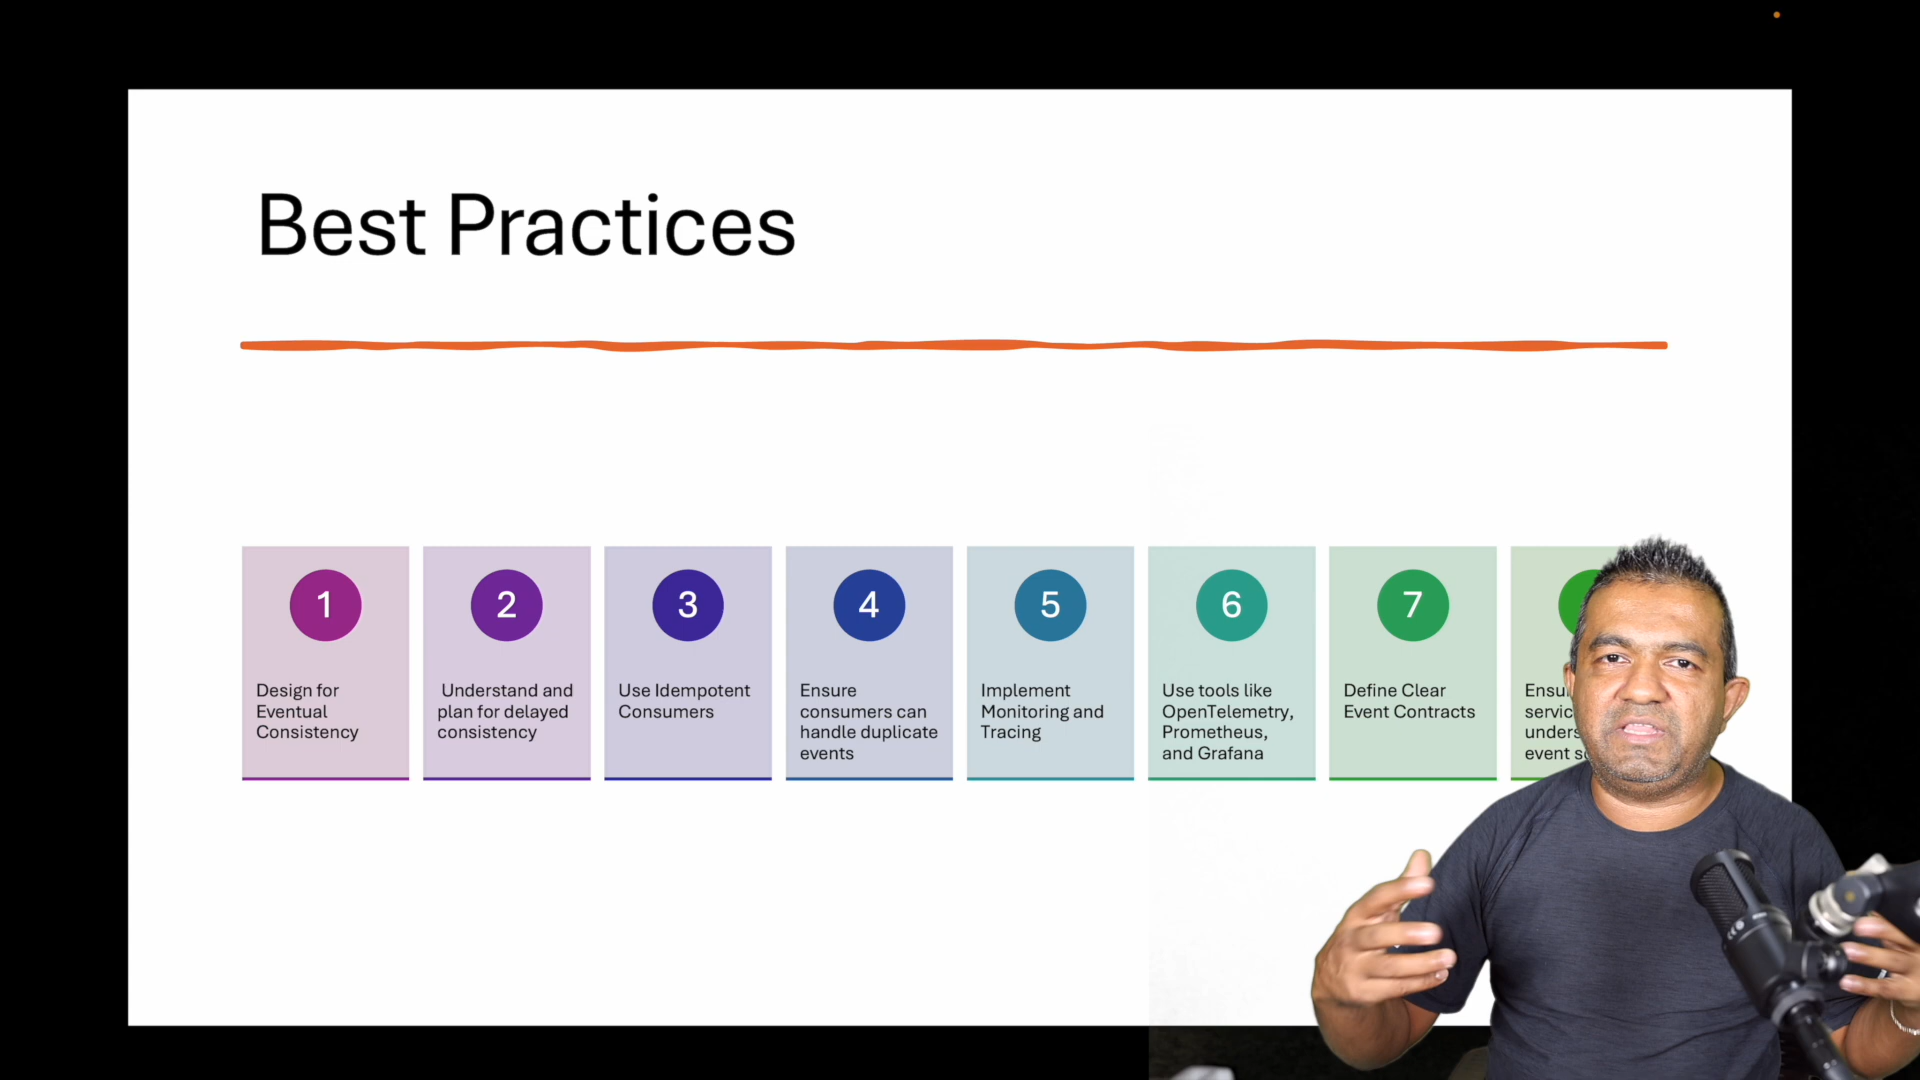 Best Practices
1
Design for
Eventual
Consistency
2
Understand and
plan for delayed
consistency
3
Use Idempotent
Consumers
4
Ensure
consumers can
handle duplicate
events
5
Implement
Monitoring and
Tracing
6
Use tools like
OpenTelemetry,
Prometheus,
and Grafana
7
Define Clear
Event Contracts
event